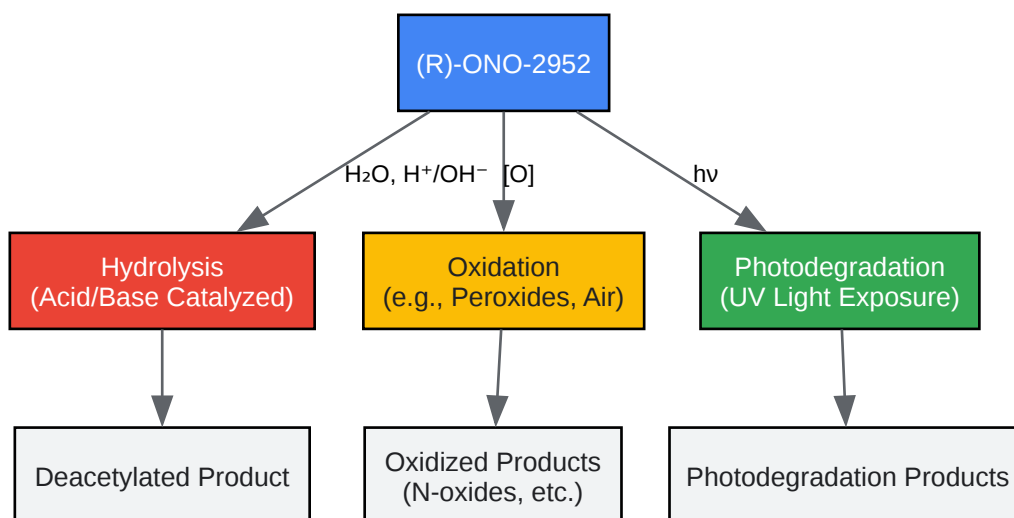 (R)-ONO-2952
H₂O, H⁺/OH⁻
[O]
hν
Hydrolysis
(Acid/Base Catalyzed)
Oxidation
(e.g., Peroxides, Air)
Photodegradation
(UV Light Exposure)
Deacetylated Product
Oxidized Products
(N-oxides, etc.)
Photodegradation Products